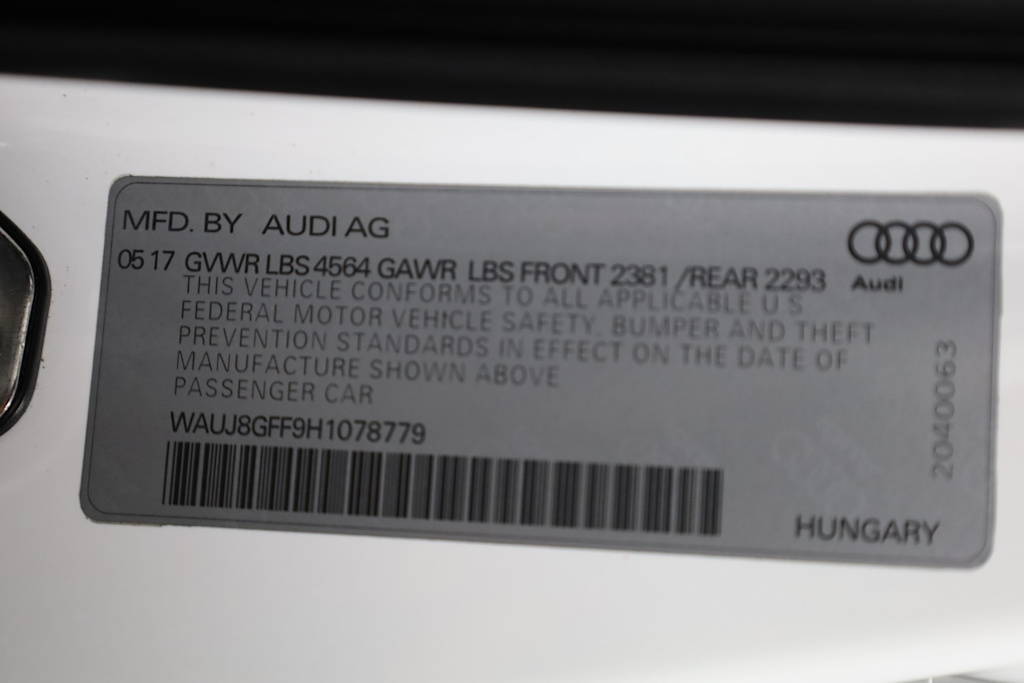 MFD. BY AUDI AG
05 17 GVWR LBS 4564 GAWR LBS FRONT 2381 / REAR 2293
Audi
THIS VEHICLE CONFORMS TO ALL APPLICABLE U S
FEDERAL MOTOR VEHICLE SAFETY, BUMPER AND THEFT
PREVENTION STANDARDS IN EFFECT ON THE DATE OF
MANUFACTURE SHOWN ABOVE
PASSENGER CAR
WAUJ8GFF9H1078779
2040063
HUNGARY